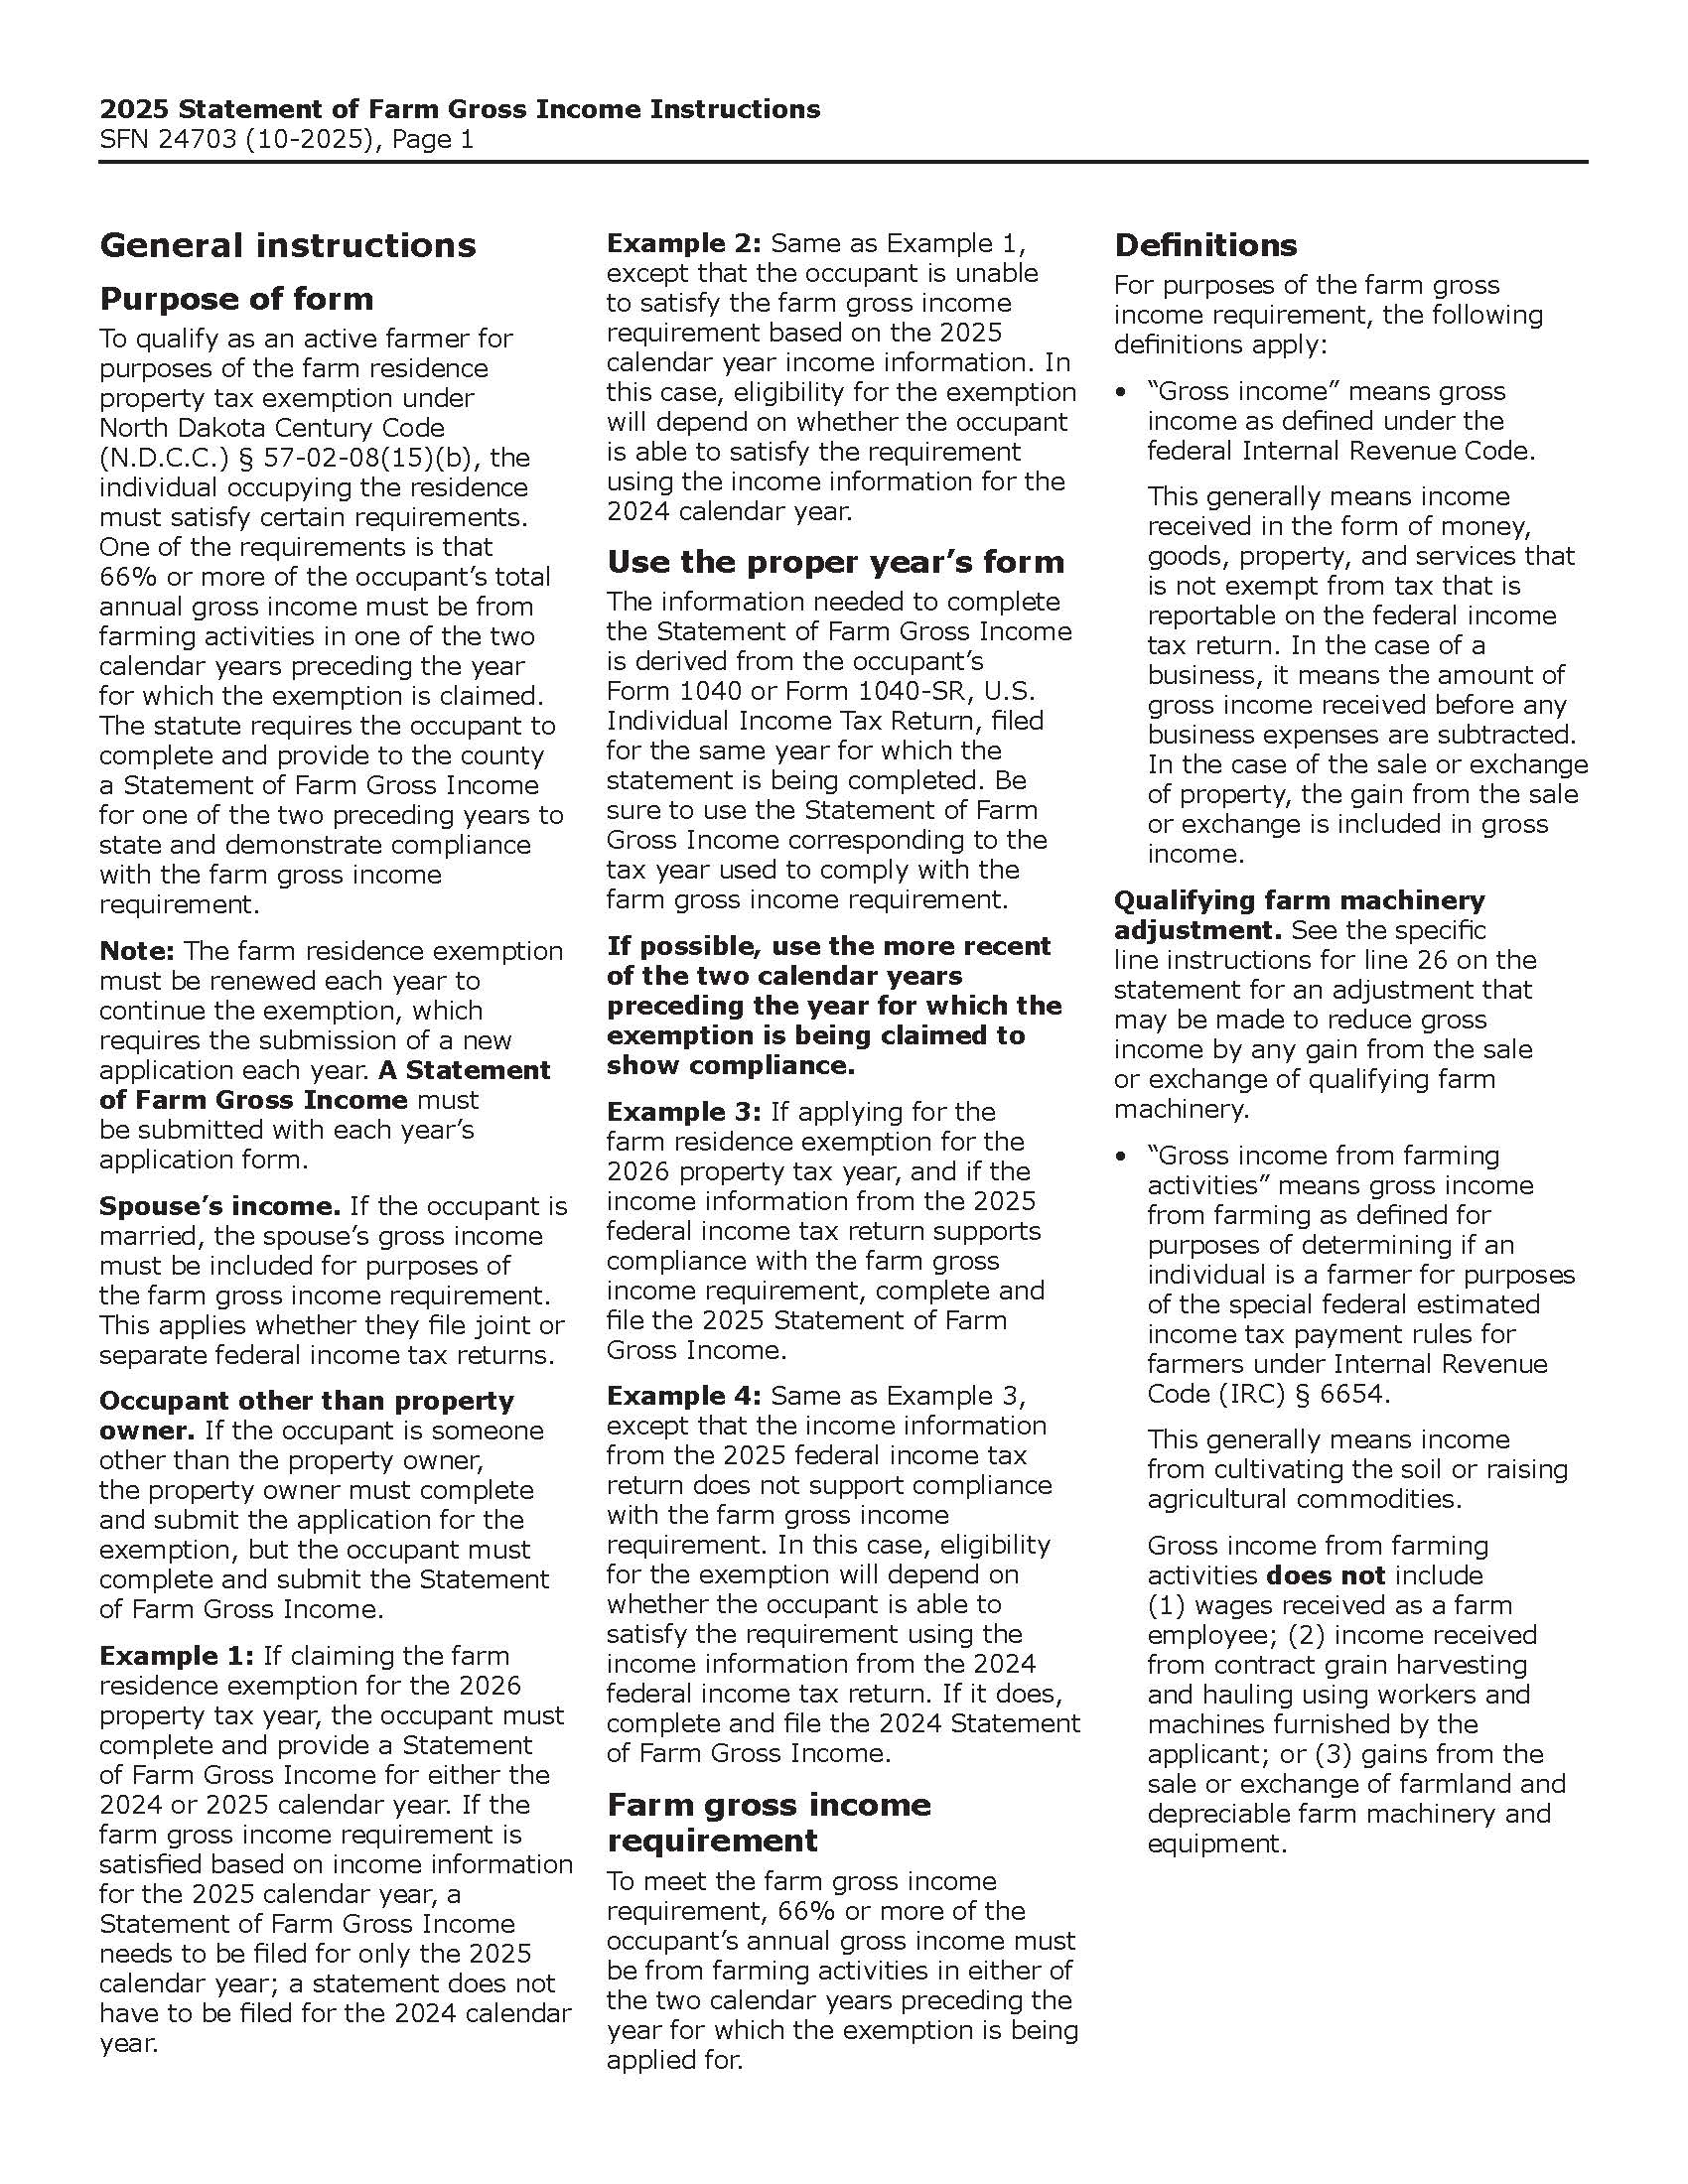 2025 Statement of Farm Gross Income Instructions
SFN 24703 (10-2025), Page 1
General instructions
Purpose of form
To qualify as an active farmer for
purposes of the farm residence
property tax exemption under
North Dakota Century Code
(N.D.C.C.) § 57-02-08(15)(b), the
individual occupying the residence
must satisfy certain requirements.
One of the requirements is that
66% or more of the occupant's total
annual gross income must be from
farming activities in one of the two
calendar years preceding the year
for which the exemption is claimed.
The statute requires the occupant to
complete and provide to the county
a Statement of Farm Gross Income
for one of the two preceding years to
state and demonstrate compliance
with the farm gross income
requirement.
Note: The farm residence exemption
must be renewed each year to
continue the exemption, which
requires the submission of a new
application each year. A Statement
of Farm Gross Income must
be submitted with each year's
application form.
Spouse's income. If the occupant is
married, the spouse's gross income
must be included for purposes of
the farm gross income requirement.
This applies whether they file joint or
separate federal income tax returns.
Occupant other than property
owner. If the occupant is someone
other than the property owner,
the property owner must complete
and submit the application for the
exemption, but the occupant must
complete and submit the Statement
of Farm Gross Income.
Example 1: If claiming the farm
residence exemption for the 2026
property tax year, the occupant must
complete and provide a Statement
of Farm Gross Income for either the
2024 or 2025 calendar year. If the
farm gross income requirement is
satisfied based on income information
for the 2025 calendar year, a
Statement of Farm Gross Income
needs to be filed for only the 2025
calendar year; a statement does not
have to be filed for the 2024 calendar
year.
Example 2: Same as Example 1,
except that the occupant is unable
to satisfy the farm gross income
requirement based on the 2025
calendar year income information. In
this case, eligibility for the exemption
will depend on whether the occupant
is able to satisfy the requirement
using the income information for the
2024 calendar year.
Use the proper year's form
The information needed to complete
the Statement of Farm Gross Income
is derived from the occupant's
Form 1040 or Form 1040-SR, U.S.
Individual Income Tax Return, filed
for the same year for which the
statement is being completed. Be
sure to use the Statement of Farm
Gross Income corresponding to the
tax year used to comply with the
farm gross income requirement.
If possible, use the more recent
of the two calendar years
preceding the year for which the
exemption is being claimed to
show compliance.
Example 3: If applying for the
farm residence exemption for the
2026 property tax year, and if the
income information from the 2025
federal income tax return supports
compliance with the farm gross
income requirement, complete and
file the 2025 Statement of Farm
Gross Income.
Example 4: Same as Example 3,
except that the income information
from the 2025 federal income tax
return does not support compliance
with the farm gross income
requirement. In this case, eligibility
for the exemption will depend on
whether the occupant is able to
satisfy the requirement using the
income information from the 2024
federal income tax return. If it does,
complete and file the 2024 Statement
of Farm Gross Income.
Farm gross income
requirement
To meet the farm gross income
requirement, 66% or more of the
occupant's annual gross income must
be from farming activities in either of
the two calendar years preceding the
year for which the exemption is being
applied for.
Definitions
For purposes of the farm gross
income requirement, the following
definitions apply:
• "Gross income" means gross
income as defined under the
federal Internal Revenue Code.
This generally means income
received in the form of money,
goods, property, and services that
is not exempt from tax that is
reportable on the federal income
tax return. In the case of a
business, it means the amount of
gross income received before any
business expenses are subtracted.
In the case of the sale or exchange
of property, the gain from the sale
or exchange is included in gross
income.
Qualifying farm machinery
adjustment. See the specific
line instructions for line 26 on the
statement for an adjustment that
may be made to reduce gross
income by any gain from the sale
or exchange of qualifying farm
machinery.
• "Gross income from farming
activities" means gross income
from farming as defined for
purposes of determining if an
individual is a farmer for purposes
of the special federal estimated
income tax payment rules for
farmers under Internal Revenue
Code (IRC) § 6654.
This generally means income
from cultivating the soil or raising
agricultural commodities.
Gross income from farming
activities does not include
(1) wages received as a farm
employee; (2) income received
from contract grain harvesting
and hauling using workers and
machines furnished by the
applicant; or (3) gains from the
sale or exchange of farmland and
depreciable farm machinery and
equipment.